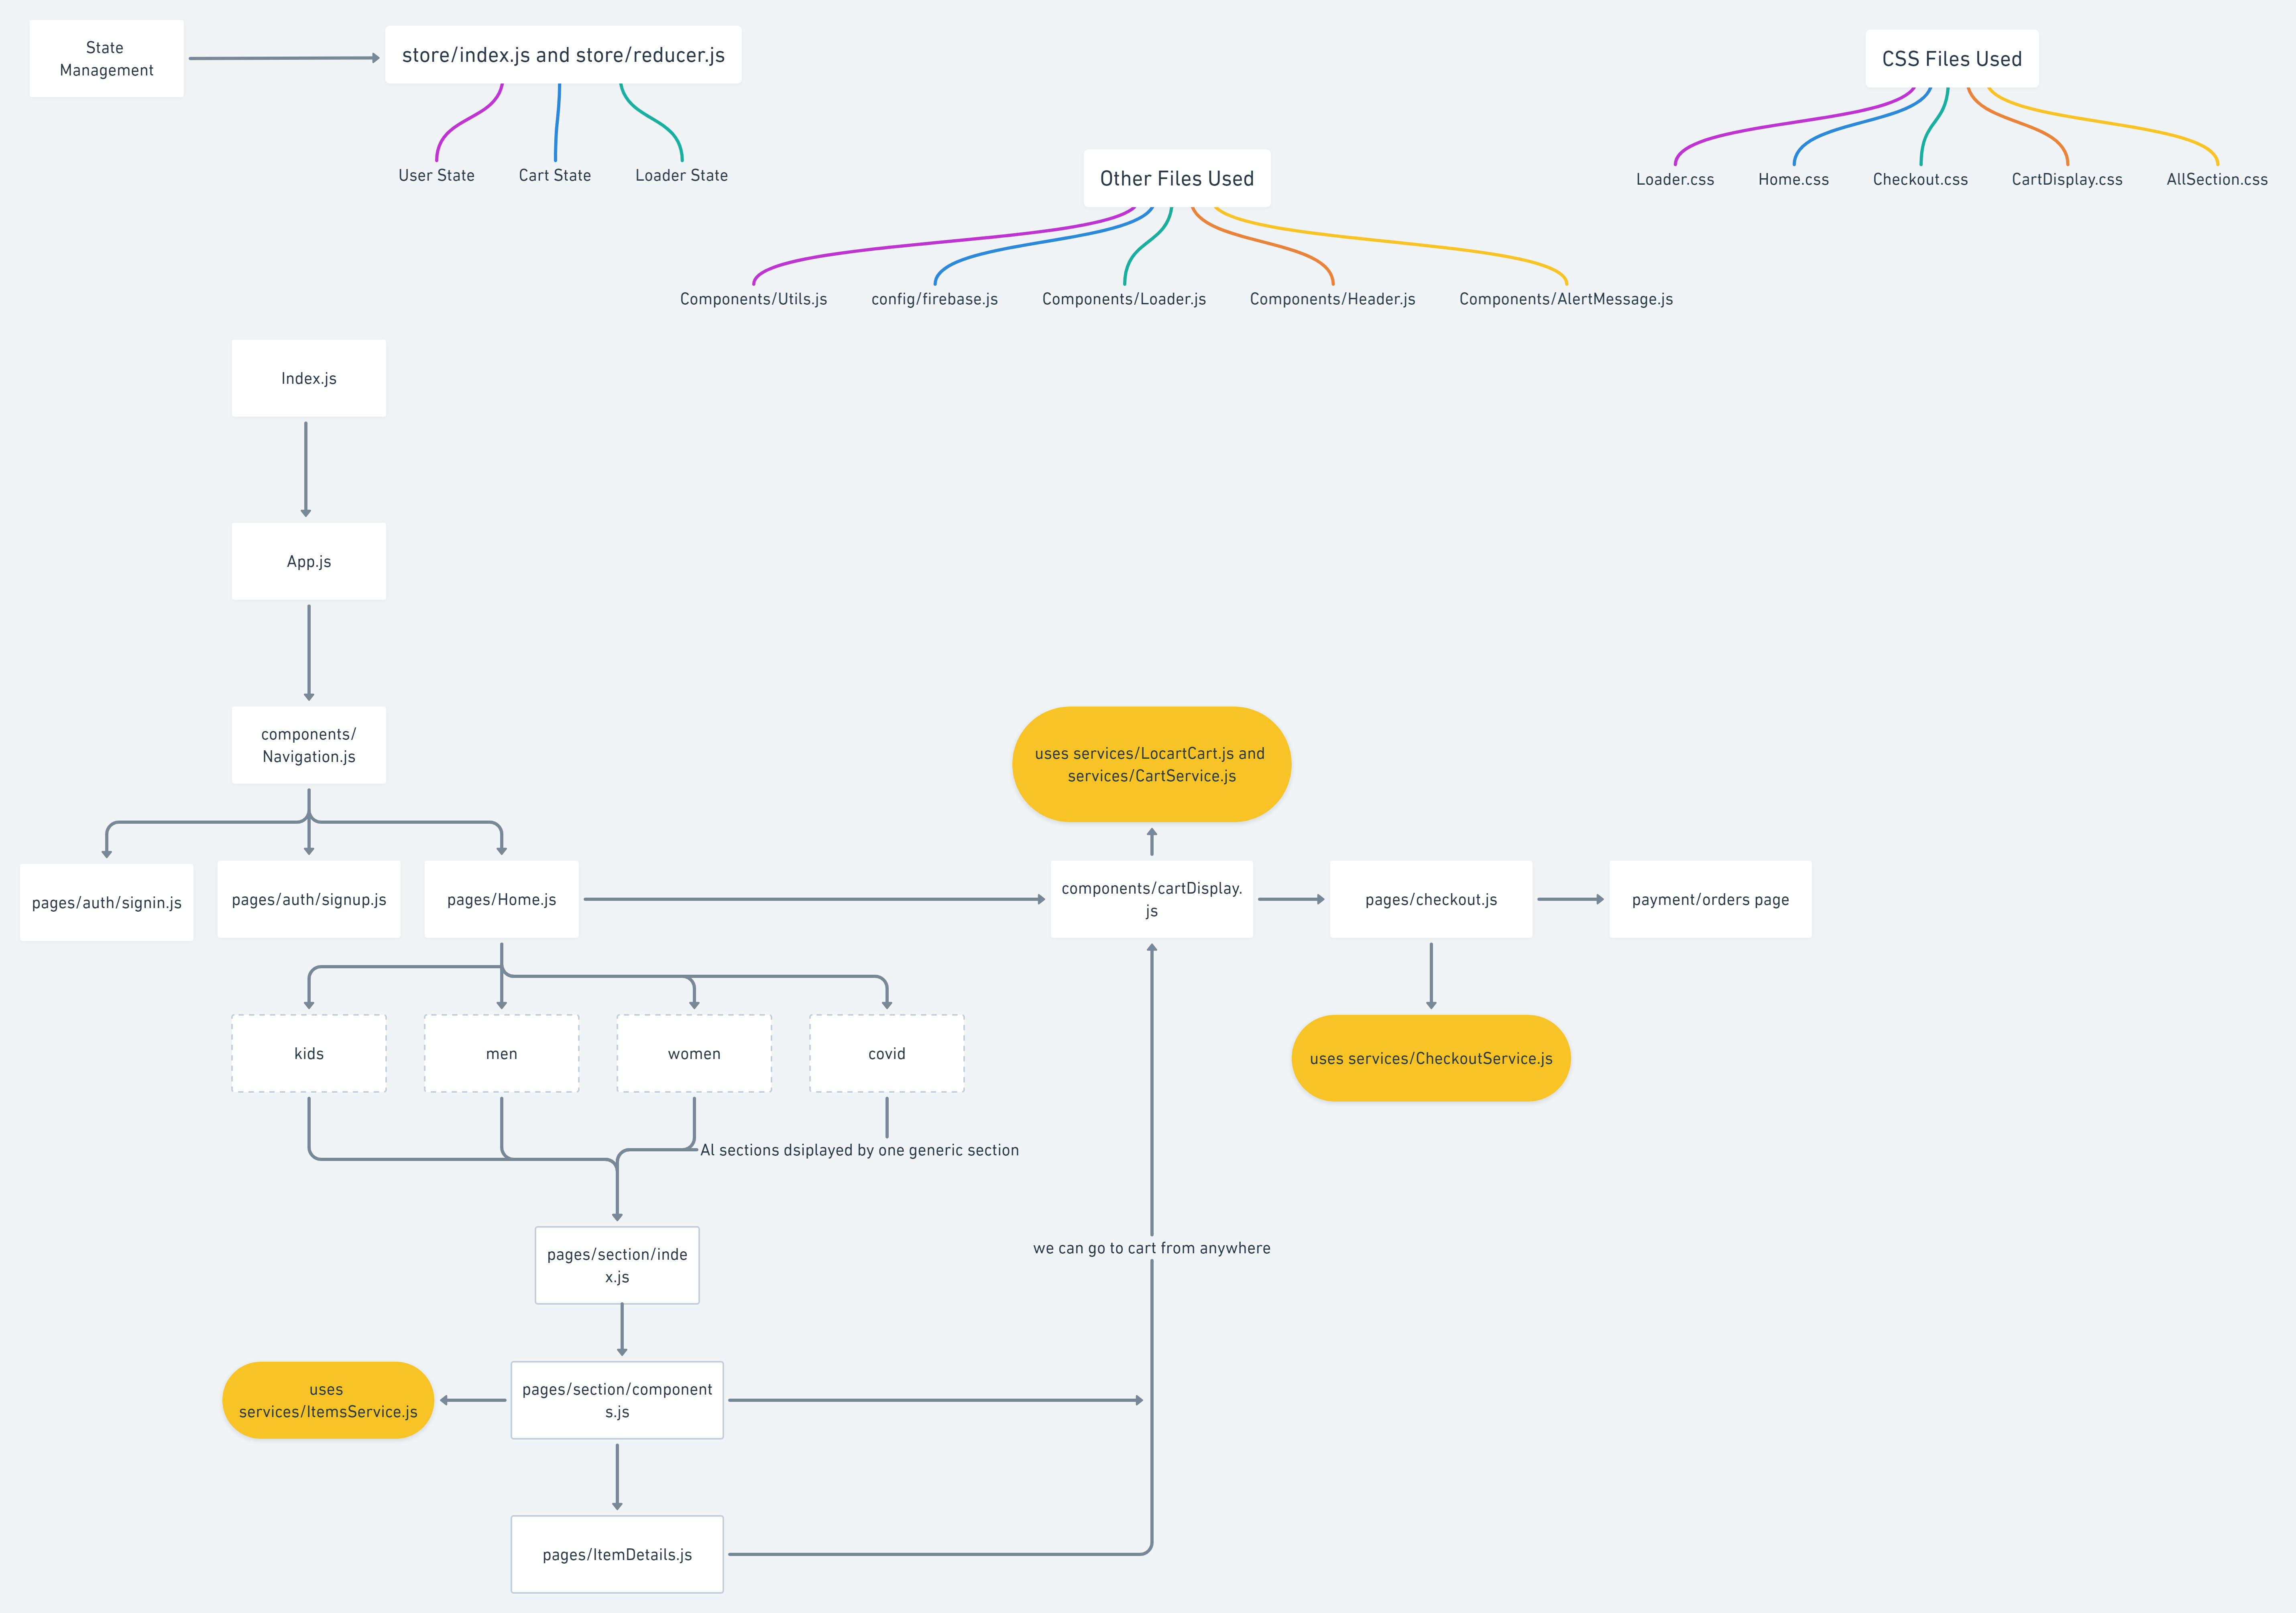 State
Management
store/index.js and store/reducer.js
User State
Cart State
Loader State
CSS Files Used
Loader.css
Home.css
Checkout.css
CartDisplay.css
AllSection.css
Other Files Used
Components/Utils.js
config/firebase.js
Components/Loader.js
Components/Header.js
Components/AlertMessage.js
Index.js
App.js
components/
Navigation.js
pages/auth/signin.js
pages/auth/signup.js
pages/Home.js
uses services/LocartCart.js and
services/CartService.js
components/cartDisplay.
js
pages/checkout.js
payment/orders page
uses services/CheckoutService.js
kids
men
women
covid
Al sections dsiplayed by one generic section
pages/section/inde
x.js
we can go to cart from anywhere
uses
services/ItemsService.js
pages/section/component
s.js
pages/ItemDetails.js